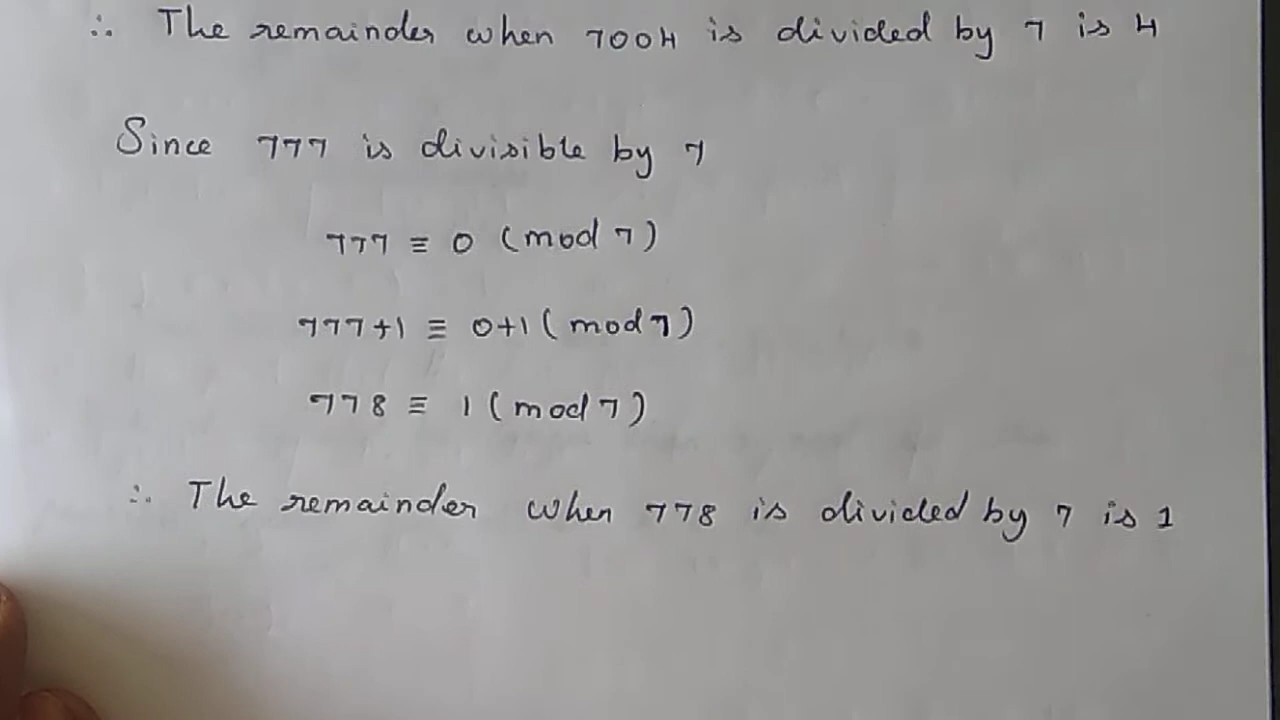 ∴ The remainder when 7004 is divided by 7 is 4
Since 777 is divisible by 7
777 ≡ 0 (mod 7)
777+1 ≡ 0+1 (mod 7)
778 ≡ 1 (mod 7)
∴ The remainder when 778 is divided by 7 is 1